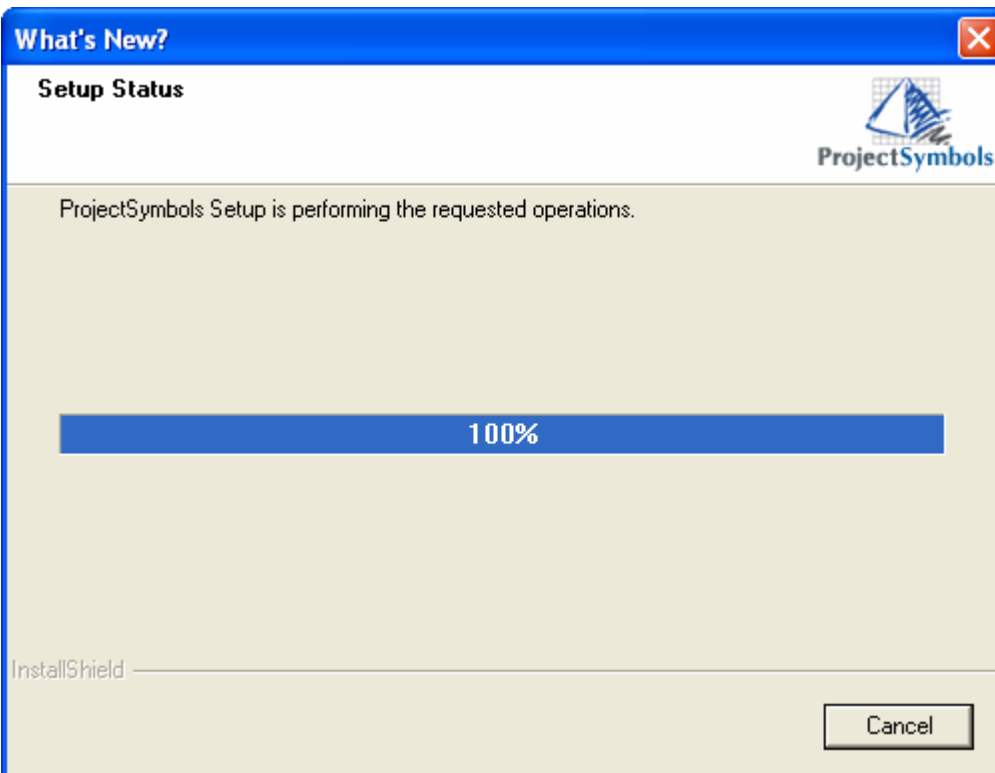 What's New?
Setup Status
ProjectSymbols
ProjectSymbols Setup is performing the requested operations.
100%
InstallShield
Cancel